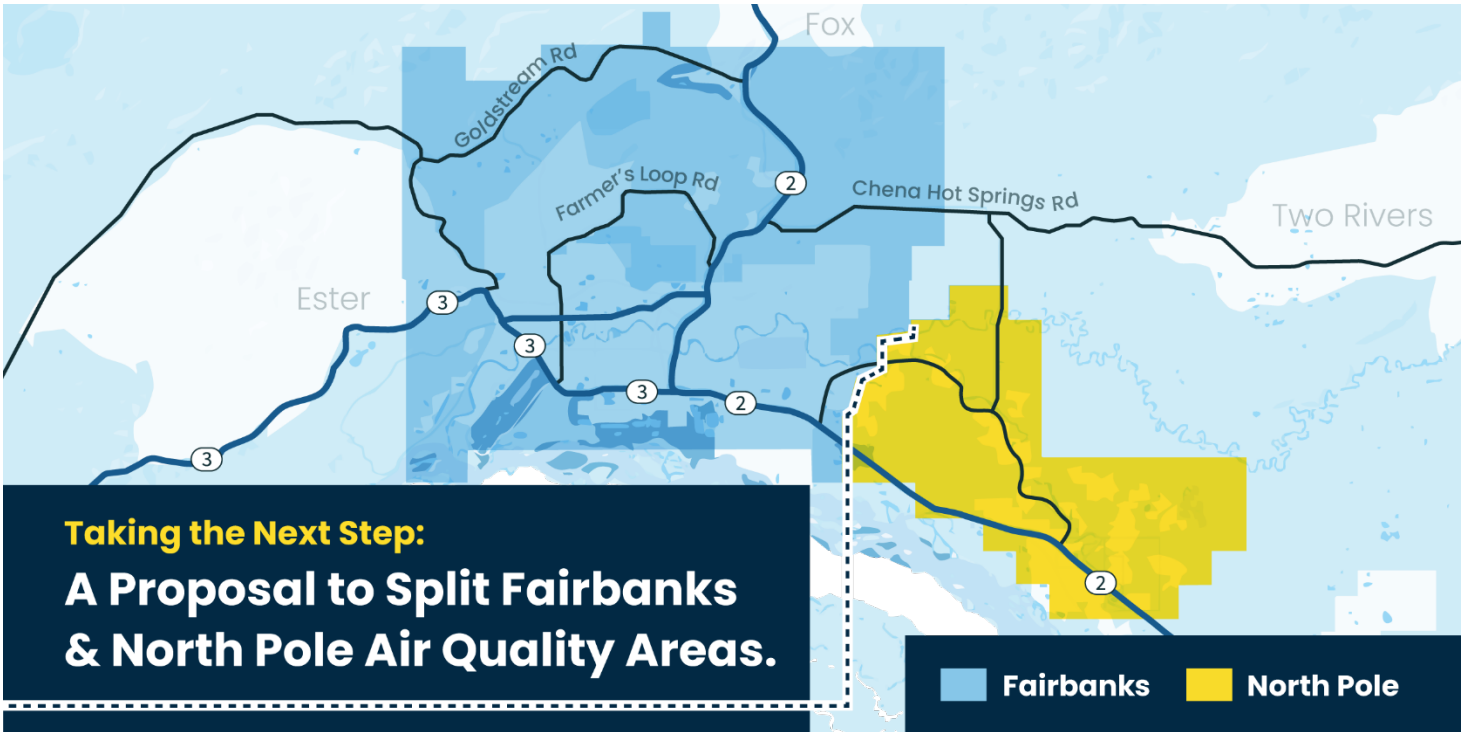 Fox
Goldstream Rd
Farmer's Loop Rd
2
Chena Hot Springs Rd
Two Rivers
Ester
3
3
3
2
3
Taking the Next Step:
A Proposal to Split Fairbanks
& North Pole Air Quality Areas.
2
Fairbanks
North Pole